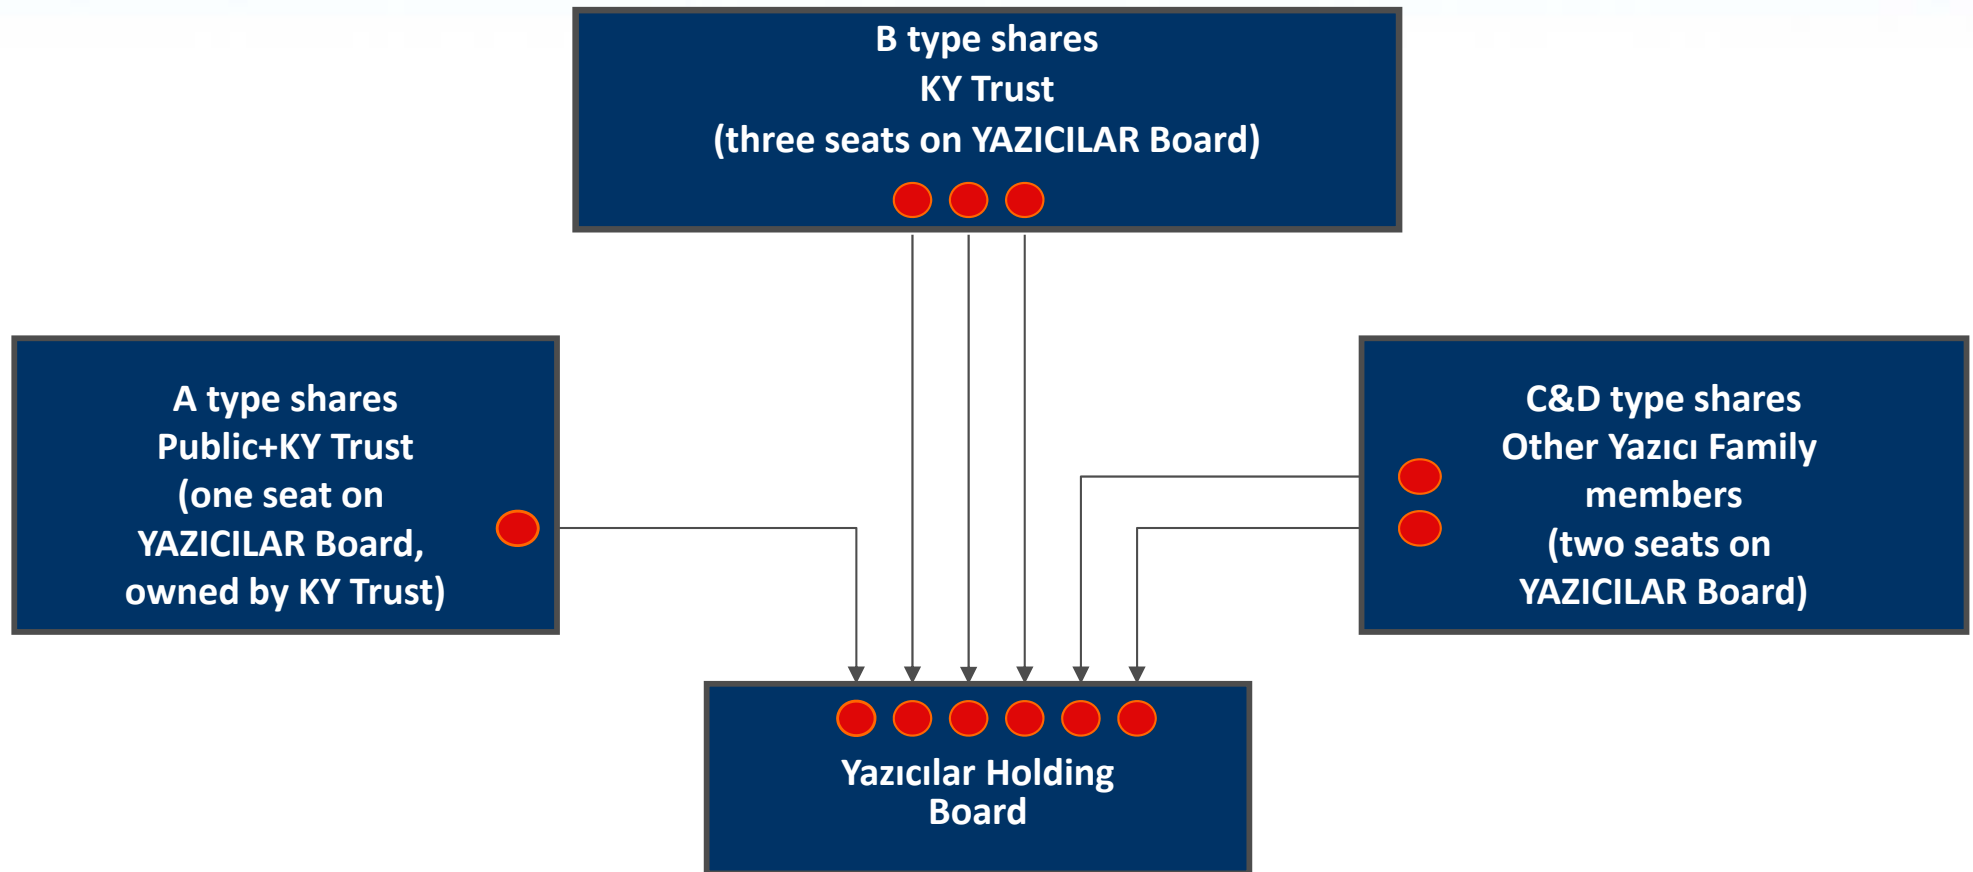 B type shares
KY Trust
(three seats on YAZICILAR Board)
A type shares
Public+KY Trust
(one seat on
YAZICILAR Board,
owned by KY Trust)
C&D type shares
Other Yazıcı Family
members
(two seats on
YAZICILAR Board)
Yazıcılar Holding
Board